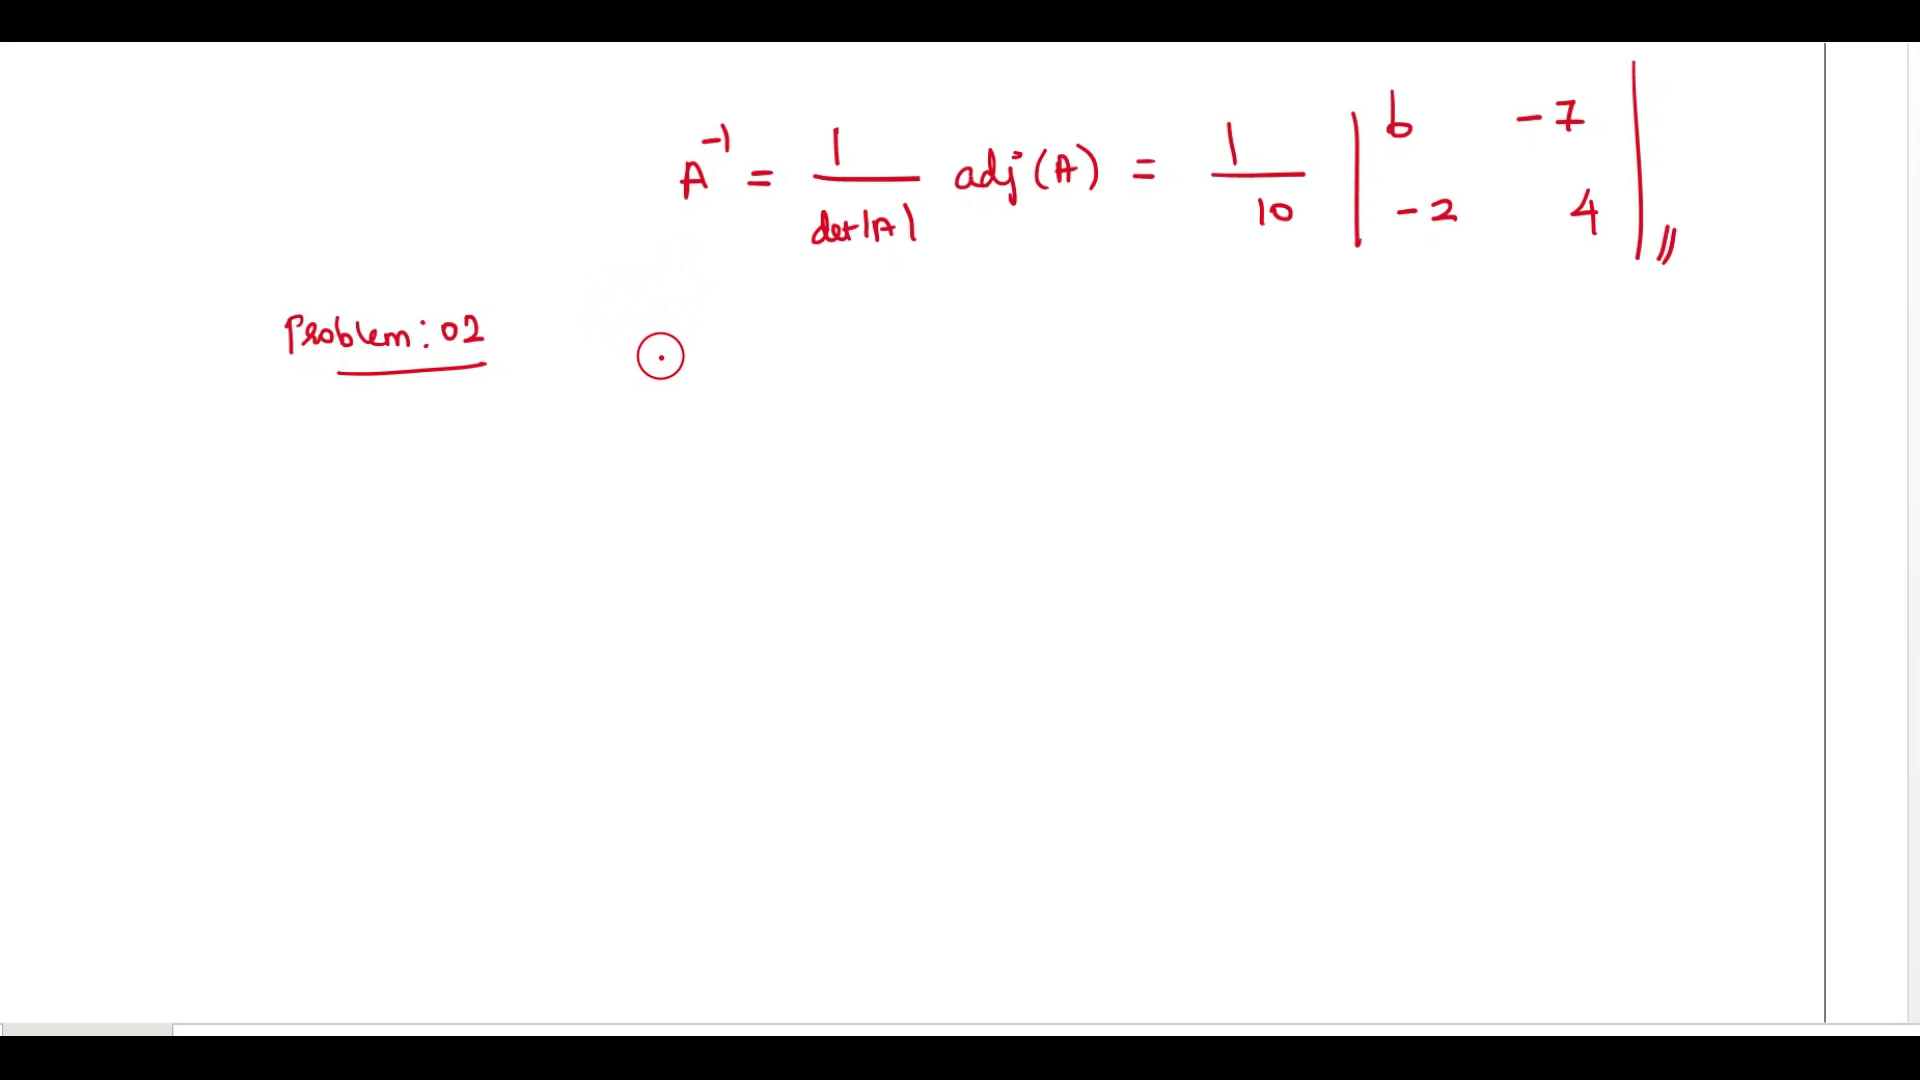 A⁻¹ = 1/det|A| adj(A) = 1/10 | 6 -7 |
| -2 4 |
Problem: 02